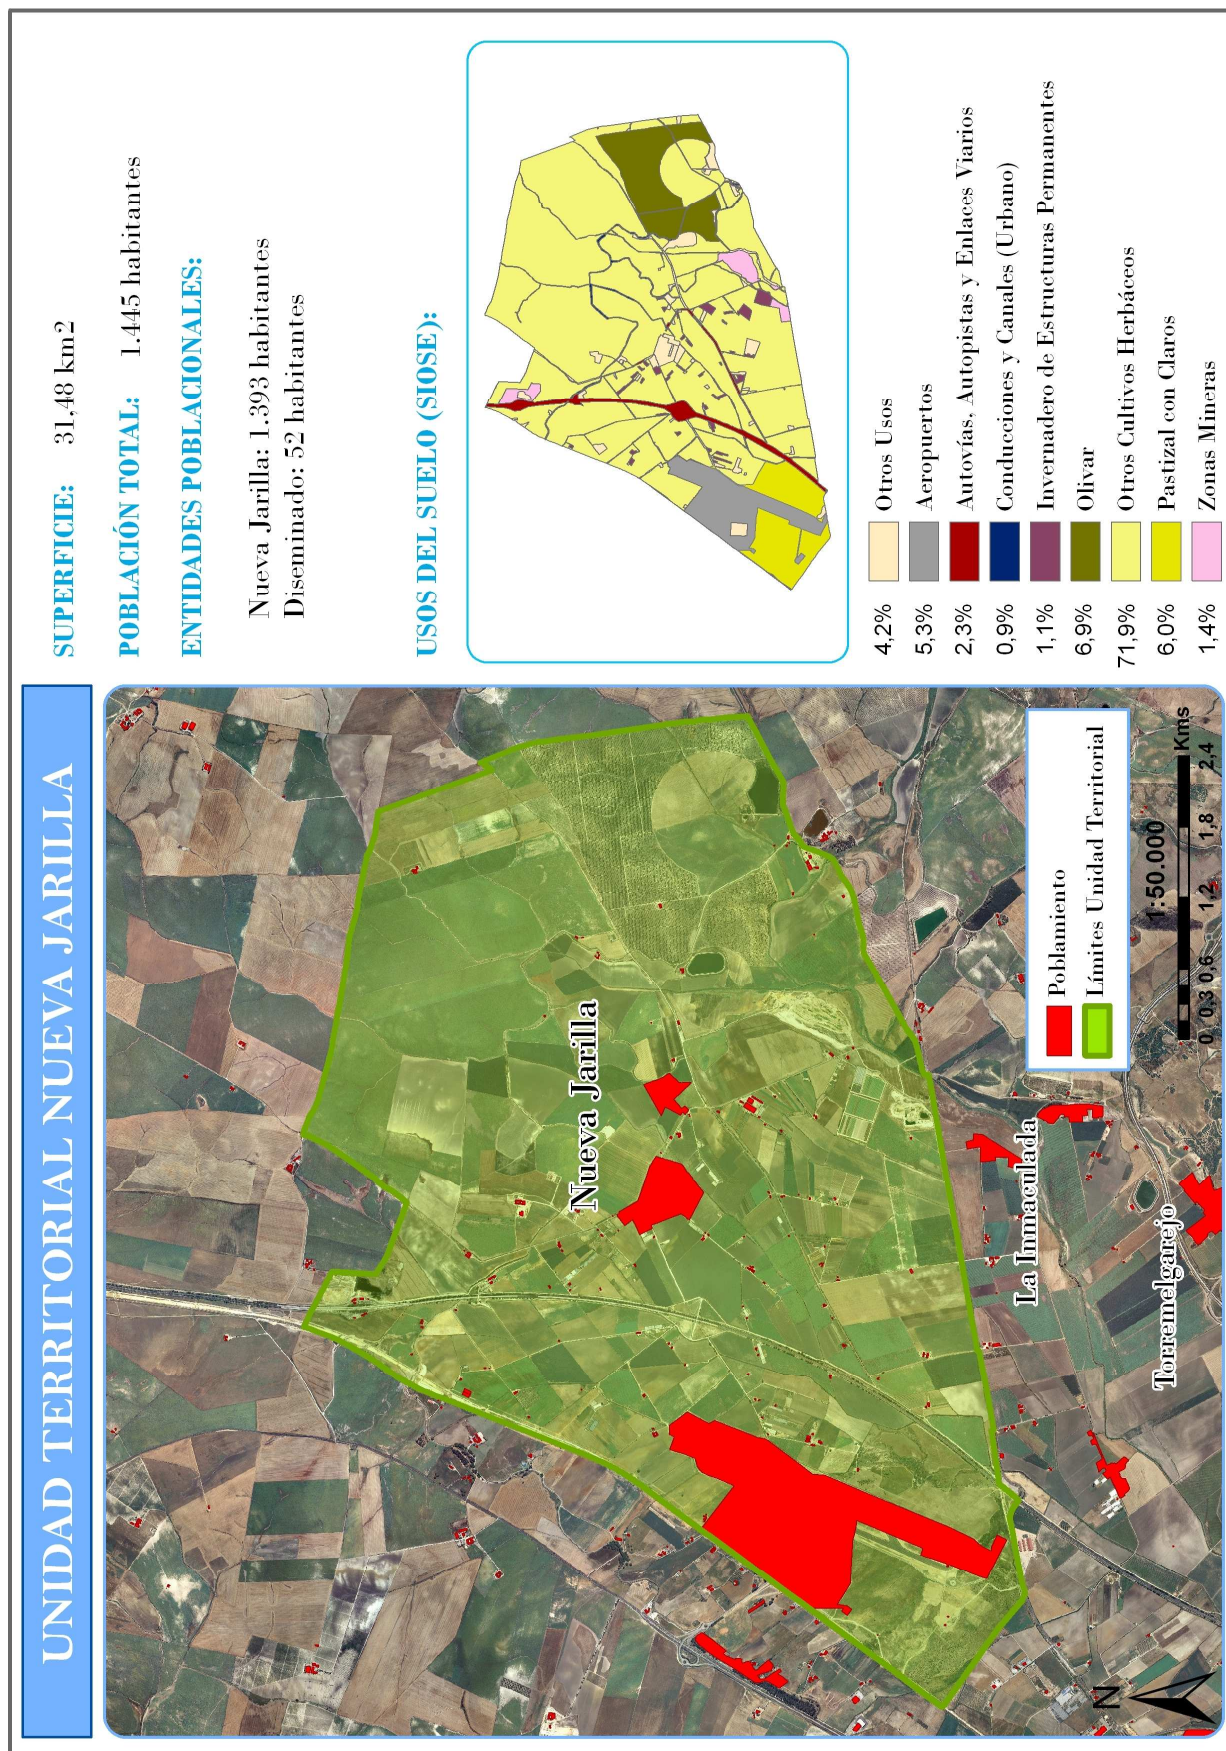 UNIDAD TERRITORIAL NUEVA JARILLA
Nueva Jarilla
La Inmaculada
Torremelgarejo
Poblamiento
Límites Unidad Territorial
1:50.000
0 0,3 0,6 1,2 1,8 2,4
Kms
N
SUPERFICIE: 31,48 km2
POBLACIÓN TOTAL: 1.445 habitantes
ENTIDADES POBLACIONALES:
Nueva Jarilla: 1.393 habitantes
Diseminado: 52 habitantes
USOS DEL SUELO (SIOSE):
4,2% Otros Usos
5,3% Aeropuertos
2,3% Autovías, Autopistas y Enlaces Viarios
0,9% Conducciones y Canales (Urbano)
1,1% Invernadero de Estructuras Permanentes
6,9% Olivar
71,9% Otros Cultivos Herbáceos
6,0% Pastizal con Claros
1,4% Zonas Mineras